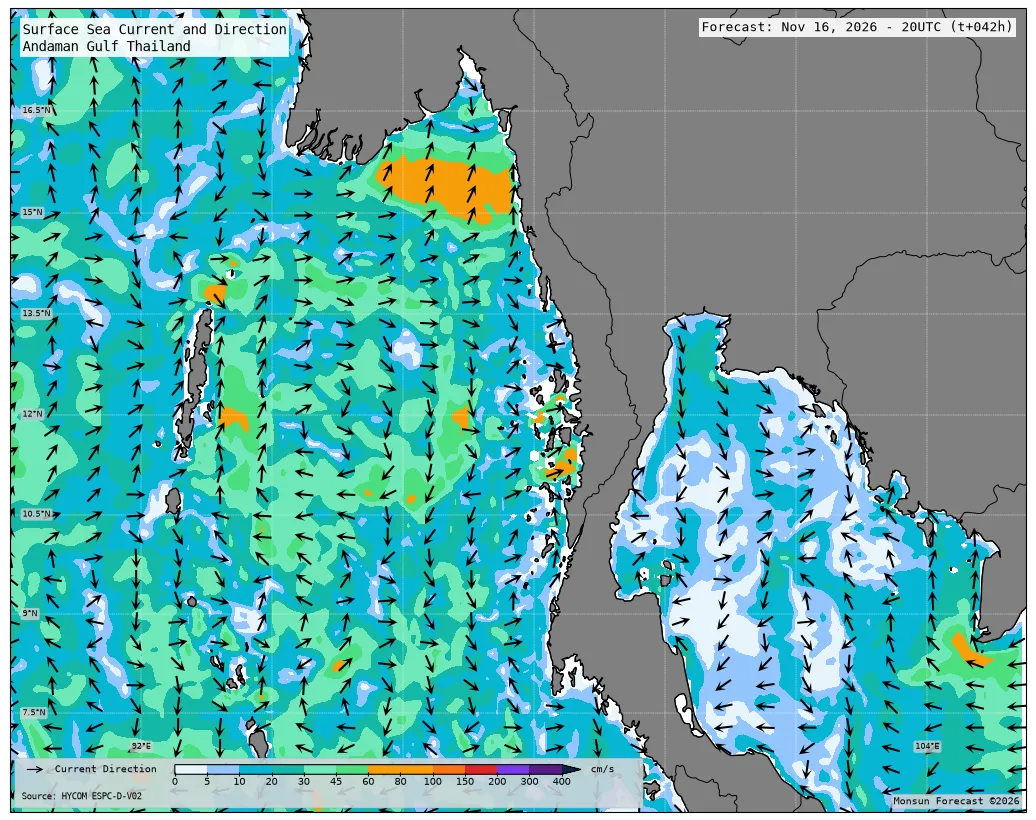 Surface Sea Current and Direction
Andaman Gulf Thailand
Forecast: Nov 16, 2026 - 20UTC (t+042h)
16.5°N
15°N
13.5°N
12°N
10.5°N
9°N
7.5°N
92°E
104°E
Current Direction
0 5 10 20 30 45 60 80 100 150 200 300 400 cm/s
Source: HYCOM ESPC-D-V02
Monsun Forecast ©2026